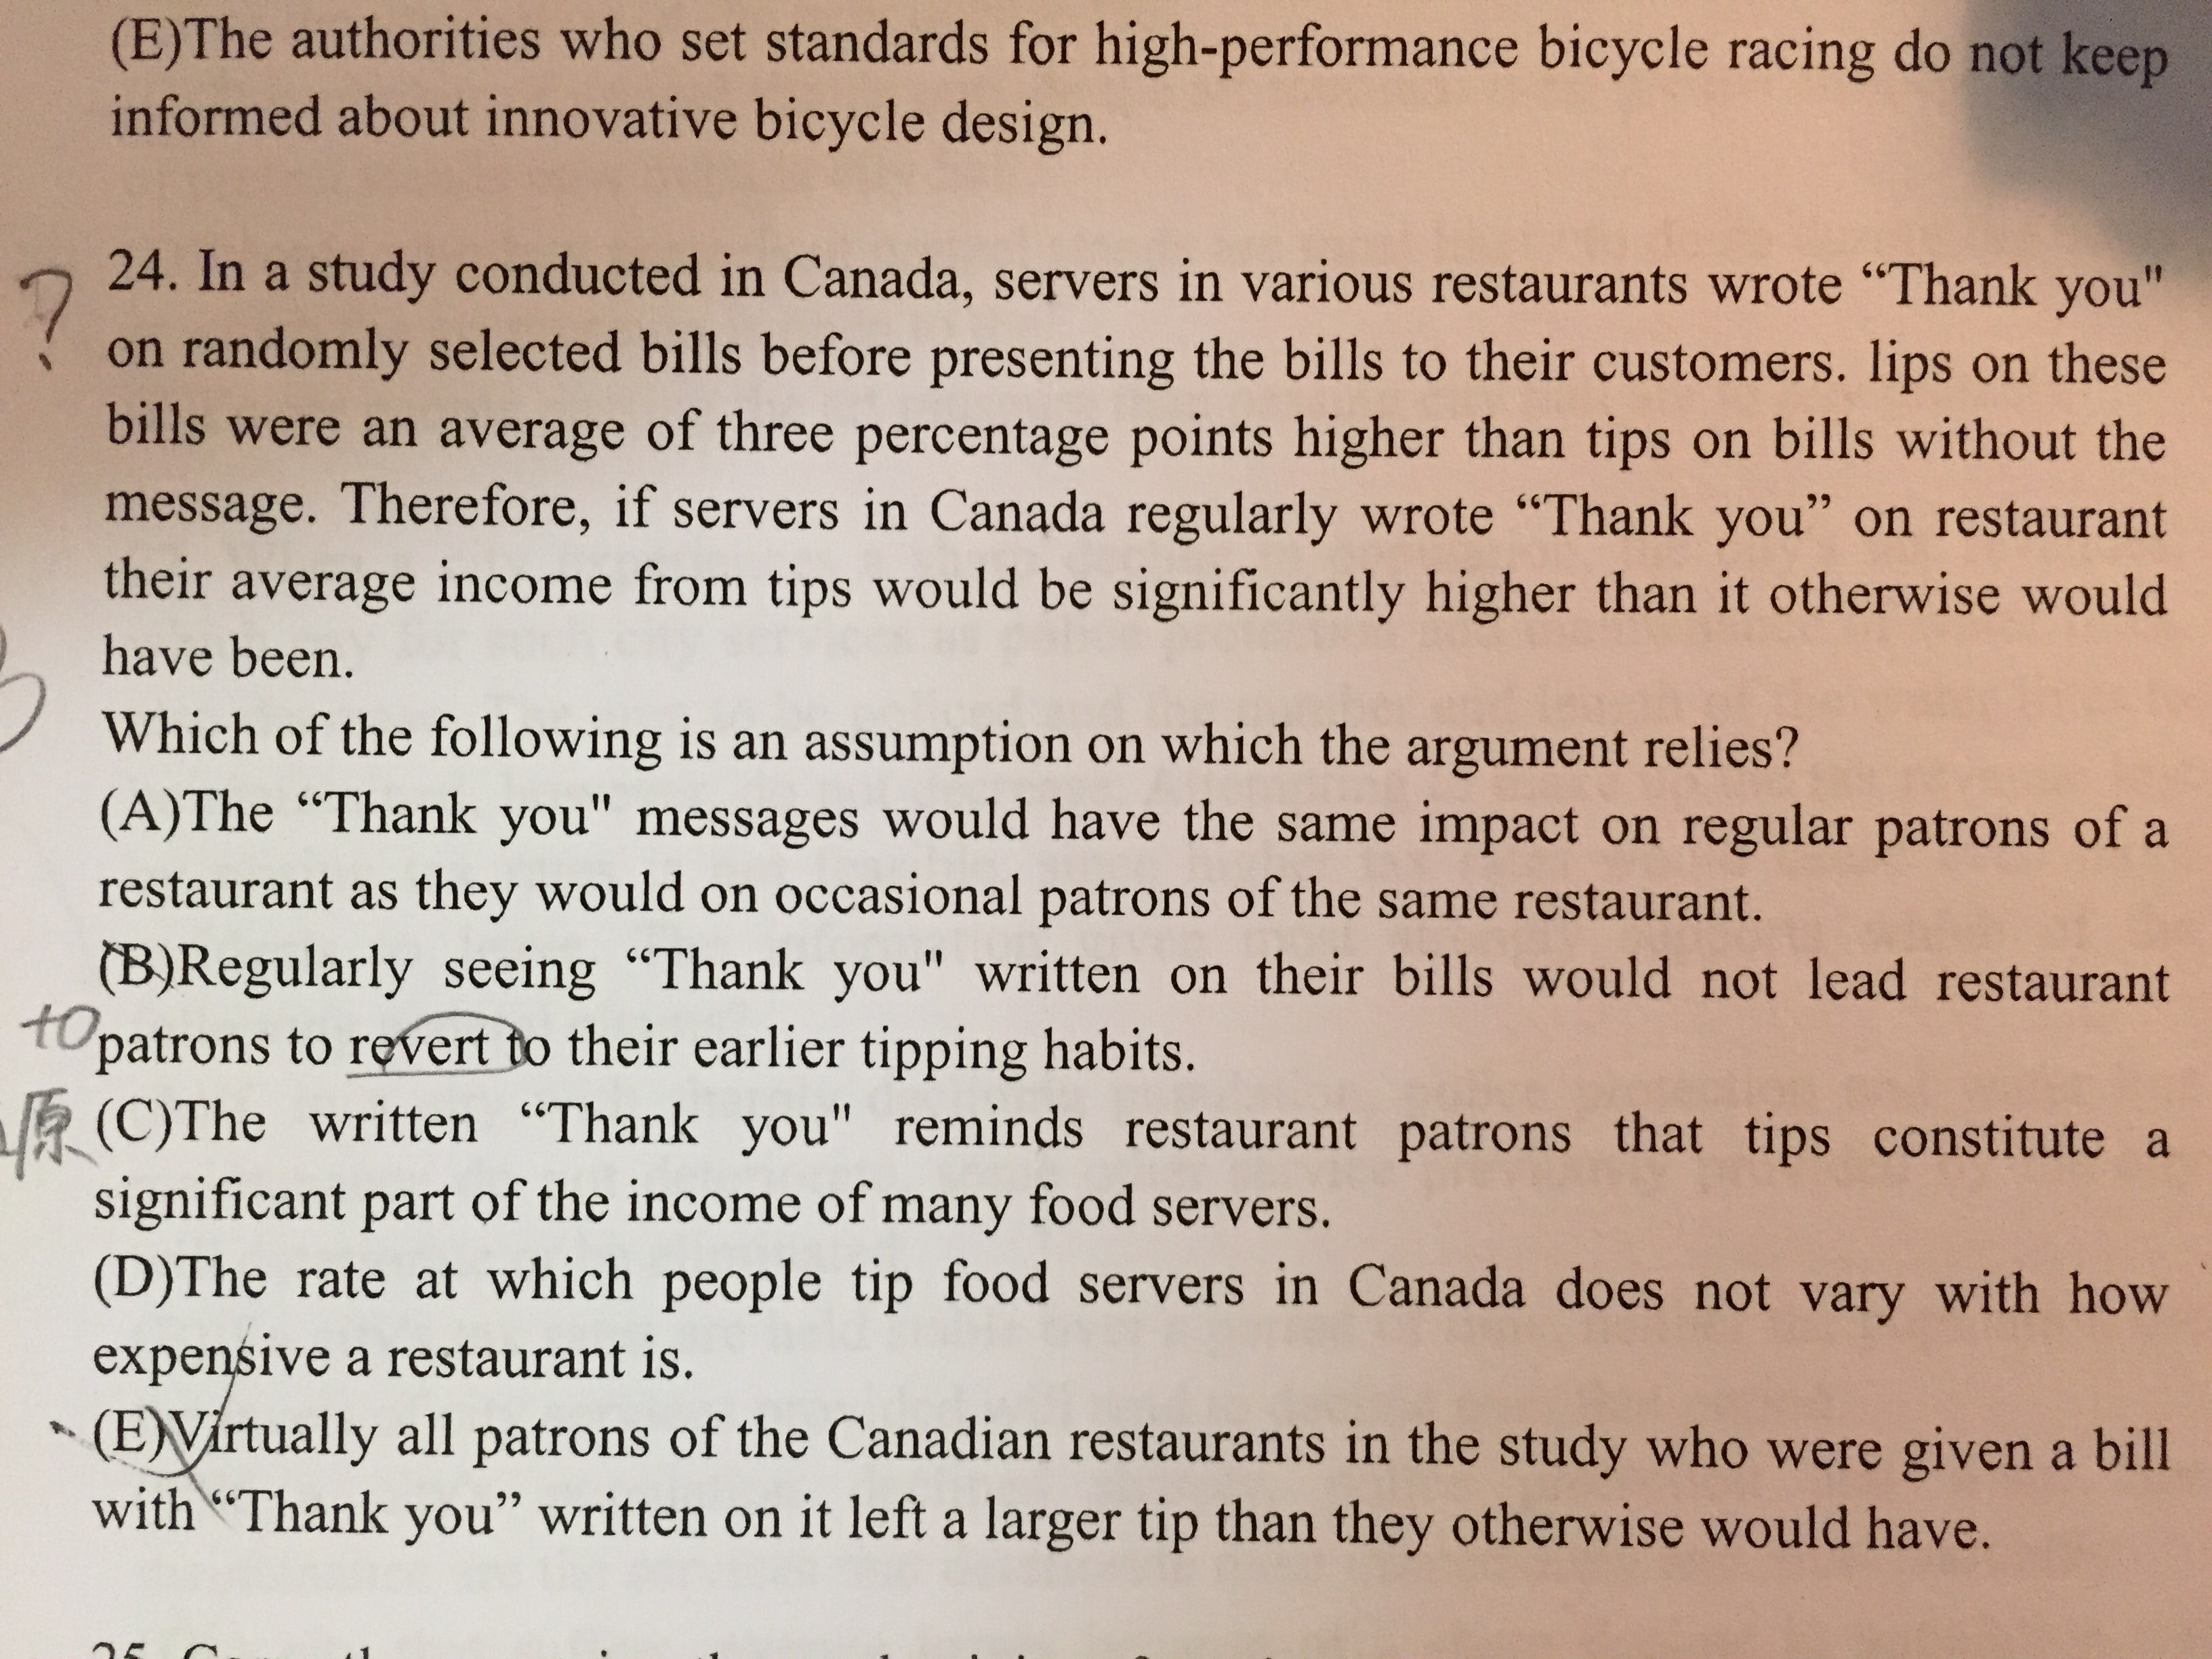 (E)The authorities who set standards for high-performance bicycle racing do not keep
informed about innovative bicycle design.
?
24. In a study conducted in Canada, servers in various restaurants wrote “Thank you"
on randomly selected bills before presenting the bills to their customers. lips on these
bills were an average of three percentage points higher than tips on bills without the
message. Therefore, if servers in Canada regularly wrote “Thank you” on restaurant
their average income from tips would be significantly higher than it otherwise would
have been.
Which of the following is an assumption on which the argument relies?
(A)The “Thank you" messages would have the same impact on regular patrons of a
restaurant as they would on occasional patrons of the same restaurant.
(B)Regularly seeing “Thank you" written on their bills would not lead restaurant
to
patrons to revert to their earlier tipping habits.
原
(C)The written “Thank you" reminds restaurant patrons that tips constitute a
significant part of the income of many food servers.
(D)The rate at which people tip food servers in Canada does not vary with how
expensive a restaurant is.
(E)Virtually all patrons of the Canadian restaurants in the study who were given a bill
with “Thank you” written on it left a larger tip than they otherwise would have.